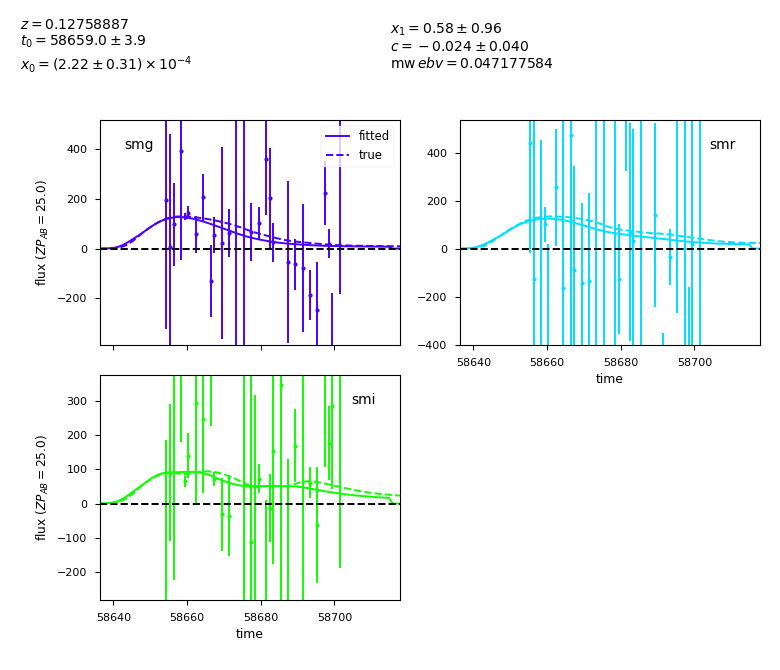 z = 0.12758887
t₀ = 58659.0 ± 3.9
x₀ = (2.22 ± 0.31) × 10⁻⁴
x₁ = 0.58 ± 0.96
c = −0.024 ± 0.040
mw ebv = 0.047177584
smg
fitted
true
400
200
0
−200
flux (ZP_AB = 25.0)
smr
400
200
0
−200
−400
58640 58660 58680 58700
time
smi
300
200
100
0
−100
−200
flux (ZP_AB = 25.0)
58640 58660 58680 58700
time